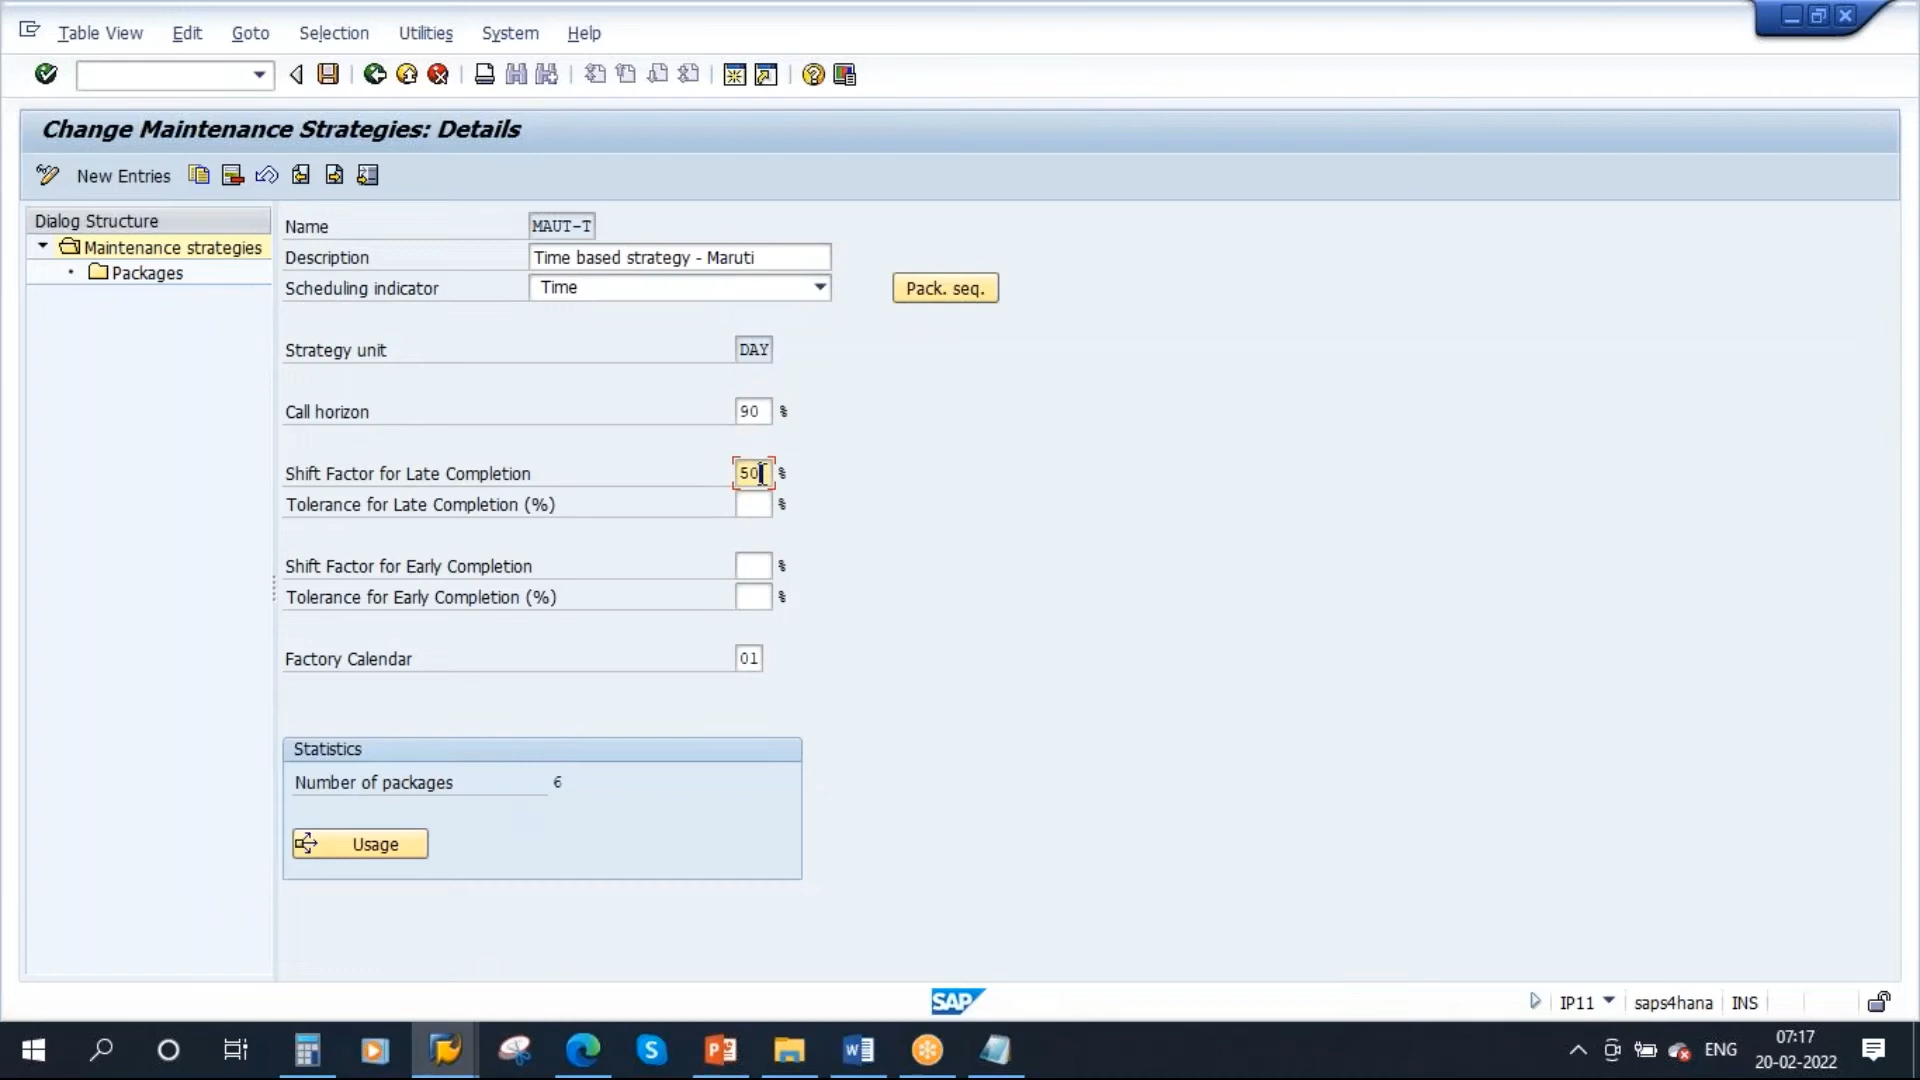 Table View Edit Goto Selection Utilities System Help
Change Maintenance Strategies: Details
New Entries
Dialog Structure
Maintenance strategies
Packages
Name MAUT-T
Description Time based strategy - Maruti
Scheduling indicator Time Pack. seq.
Strategy unit DAY
Call horizon 90 %
Shift Factor for Late Completion 50 %
Tolerance for Late Completion (%) %
Shift Factor for Early Completion %
Tolerance for Early Completion (%) %
Factory Calendar 01
Statistics
Number of packages 6
Usage
SAP IP11 saps4hana INS
ENG 07:17
20-02-2022